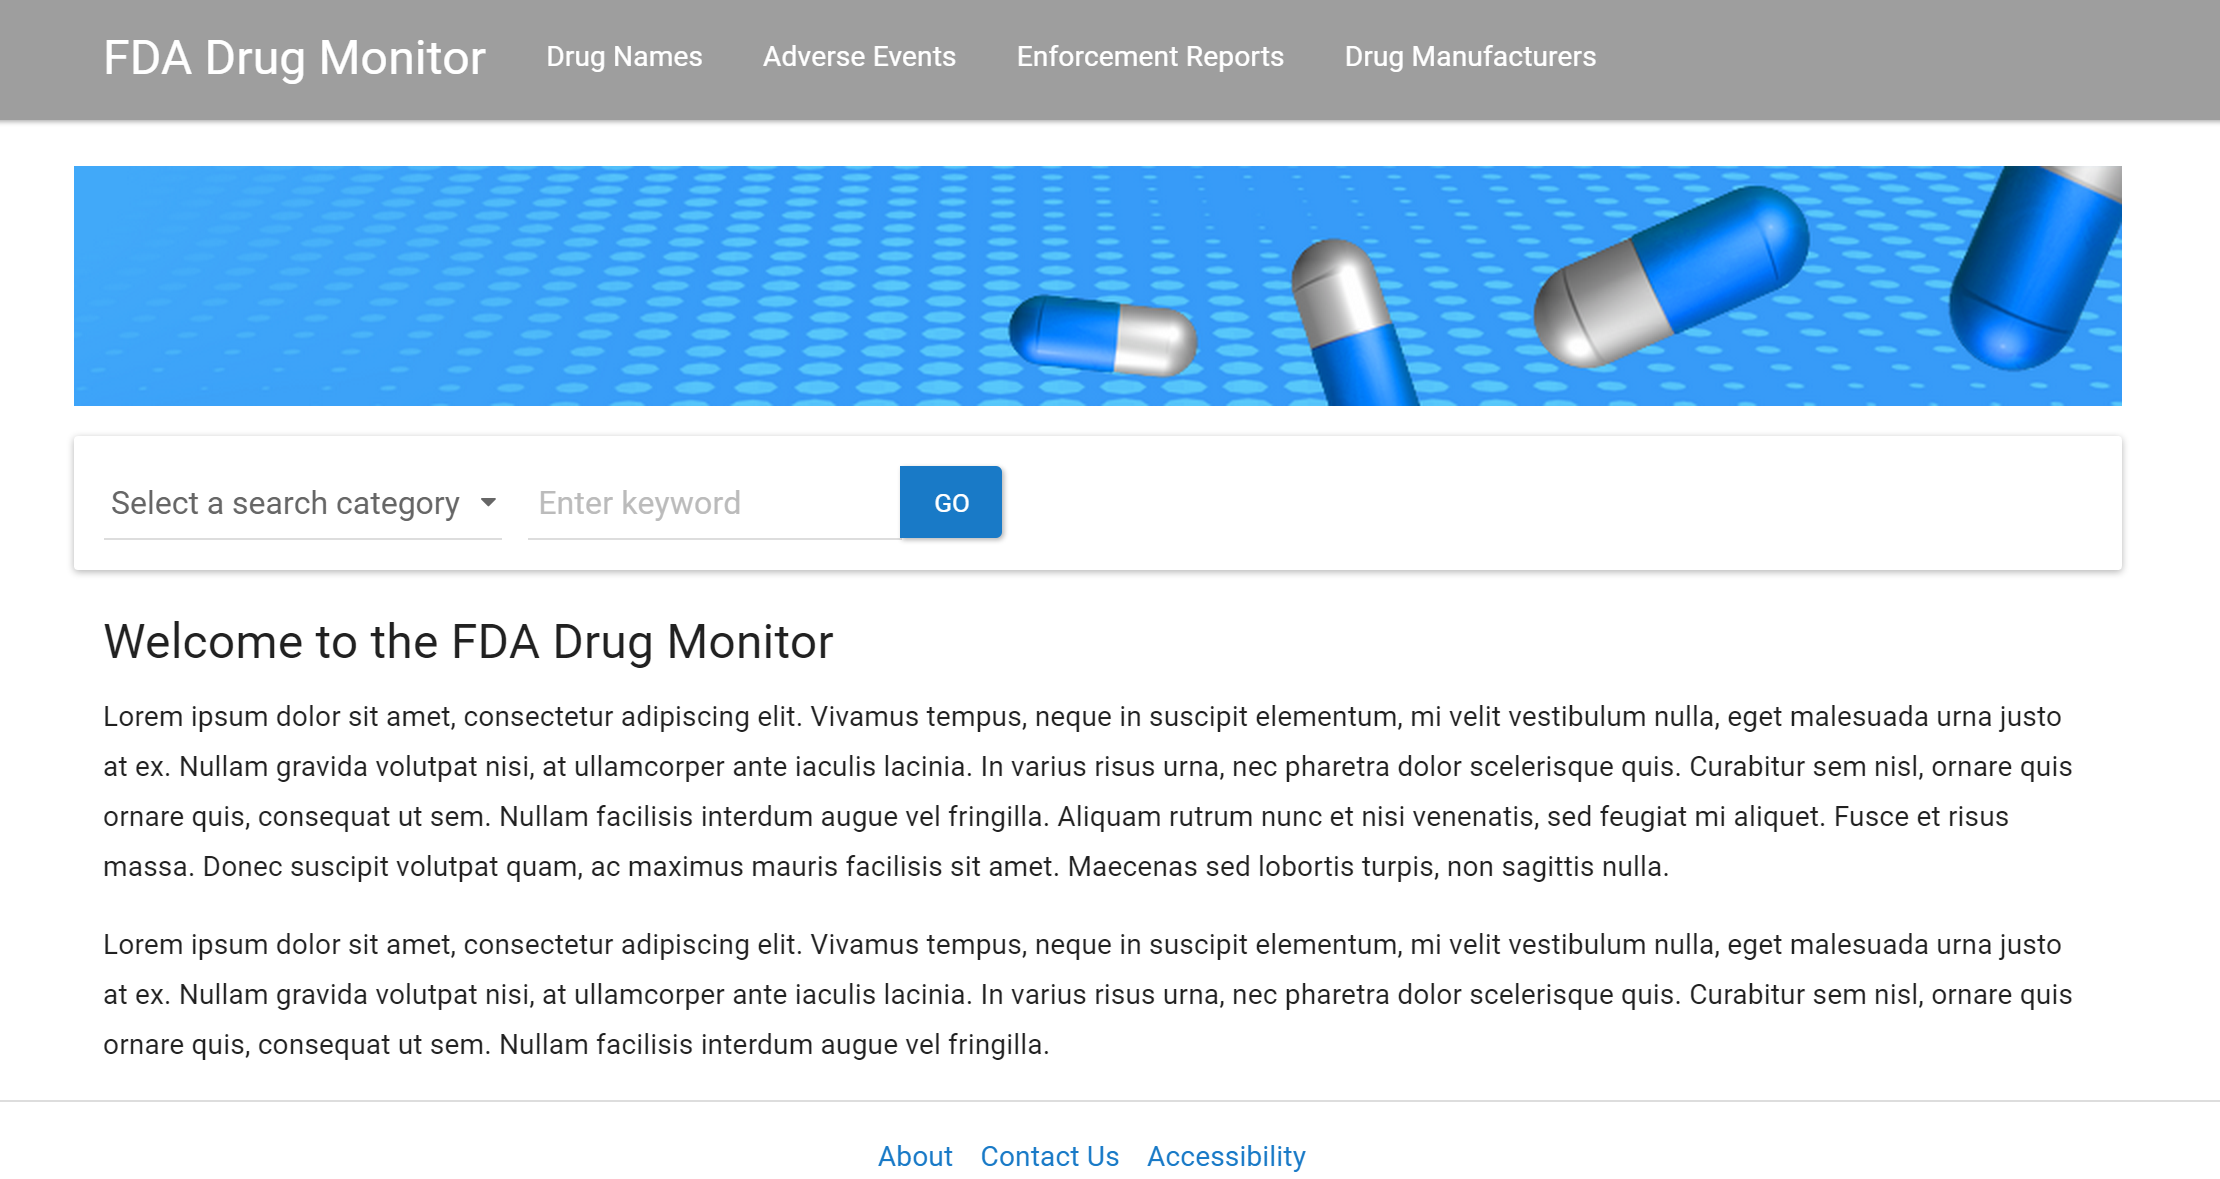 FDA Drug Monitor
Drug Names
Adverse Events
Enforcement Reports
Drug Manufacturers
Select a search category
Enter keyword
GO
Welcome to the FDA Drug Monitor
Lorem ipsum dolor sit amet, consectetur adipiscing elit. Vivamus tempus, neque in suscipit elementum, mi velit vestibulum nulla, eget malesuada urna justo
at ex. Nullam gravida volutpat nisi, at ullamcorper ante iaculis lacinia. In varius risus urna, nec pharetra dolor scelerisque quis. Curabitur sem nisl, ornare quis
ornare quis, consequat ut sem. Nullam facilisis interdum augue vel fringilla. Aliquam rutrum nunc et nisi venenatis, sed feugiat mi aliquet. Fusce et risus
massa. Donec suscipit volutpat quam, ac maximus mauris facilisis sit amet. Maecenas sed lobortis turpis, non sagittis nulla.
Lorem ipsum dolor sit amet, consectetur adipiscing elit. Vivamus tempus, neque in suscipit elementum, mi velit vestibulum nulla, eget malesuada urna justo
at ex. Nullam gravida volutpat nisi, at ullamcorper ante iaculis lacinia. In varius risus urna, nec pharetra dolor scelerisque quis. Curabitur sem nisl, ornare quis
ornare quis, consequat ut sem. Nullam facilisis interdum augue vel fringilla.
About
Contact Us
Accessibility